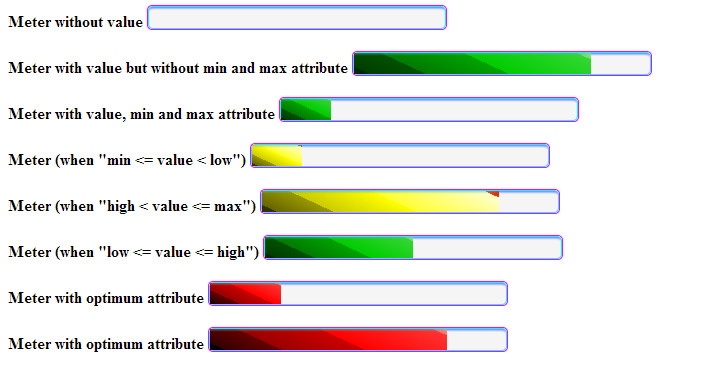 Meter without value
Meter with value but without min and max attribute
Meter with value, min and max attribute
Meter (when "min <= value < low")
Meter (when "high < value <= max")
Meter (when "low <= value <= high")
Meter with optimum attribute
Meter with optimum attribute